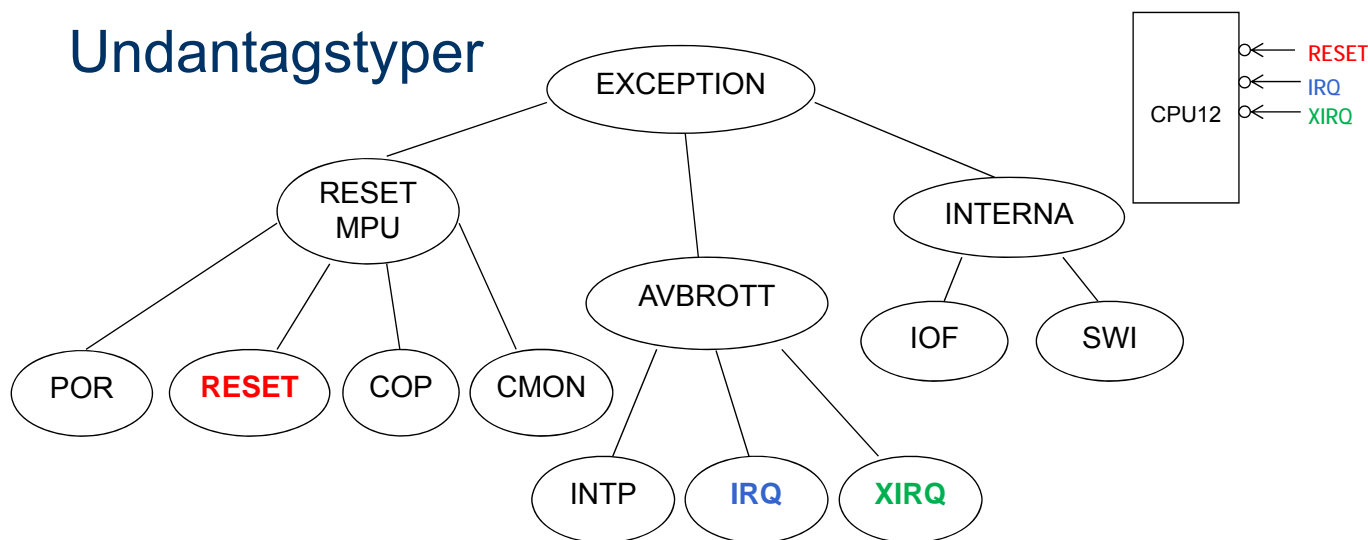 Undantagstyper
EXCEPTION
RESET
MPU
INTERNA
AVBROTT
IOF
SWI
POR
RESET
COP
CMON
INTP
IRQ
XIRQ
CPU12
RESET
IRQ
XIRQ